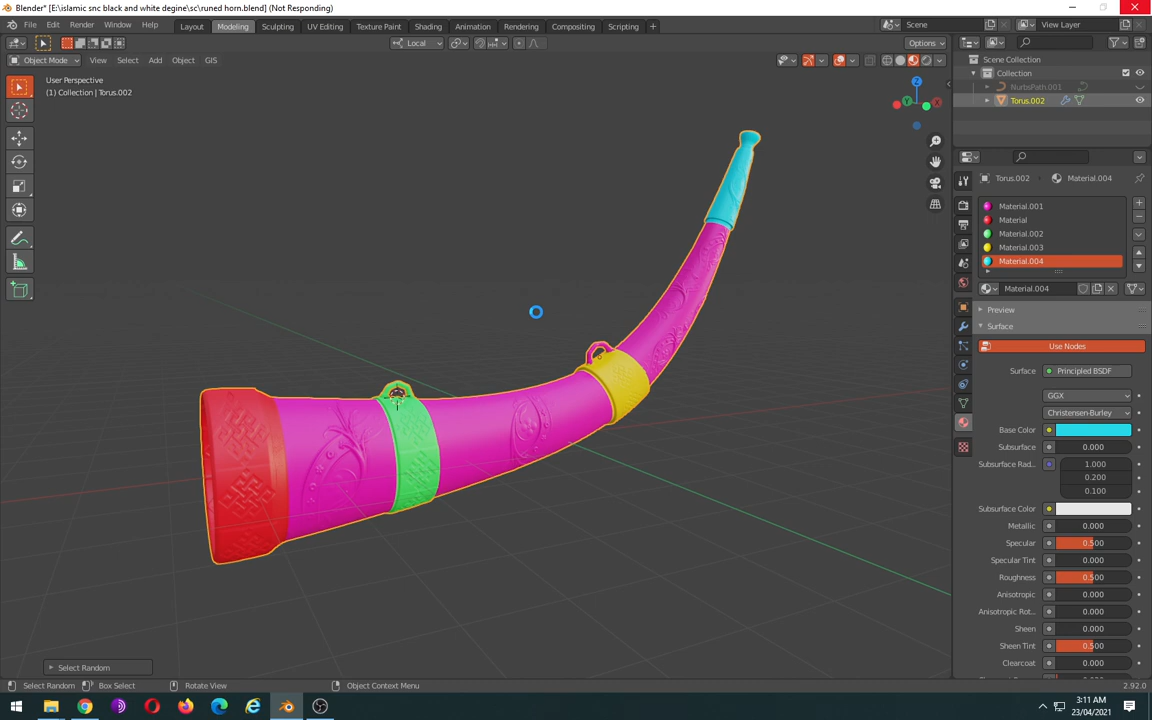 Blender* [E:\islamic snc black and white degine\sc\runed horn.blend] (Not Responding)
File Edit Render Window Help Layout Modeling Sculpting UV Editing Texture Paint Shading Animation Rendering Compositing Scripting + Scene View Layer
Local Options
Object Mode View Select Add Object GIS
User Perspective
(1) Collection | Torus.002
Z
Y
X
Scene Collection
Collection
NurbsPath.001
Torus.002
Torus.002 Material.004
Material.001
Material
Material.002
Material.003
Material.004
Material.004
Preview
Surface
Use Nodes
Surface Principled BSDF
GGX
Christensen-Burley
Base Color
Subsurface 0.000
Subsurface Rad... 1.000
0.200
0.100
Subsurface Color
Metallic 0.000
Specular 0.500
Specular Tint 0.000
Roughness 0.500
Anisotropic 0.000
Anisotropic Rot... 0.000
Sheen 0.000
Sheen Tint 0.500
Clearcoat 0.000
Select Random
Select Random Box Select Rotate View Object Context Menu 2.92.0
3:11 AM
23/04/2021